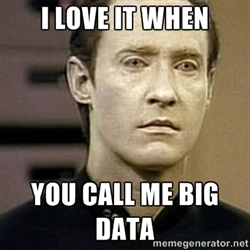 I LOVE IT WHEN
YOU CALL ME BIG
DATA
memegenerator.net